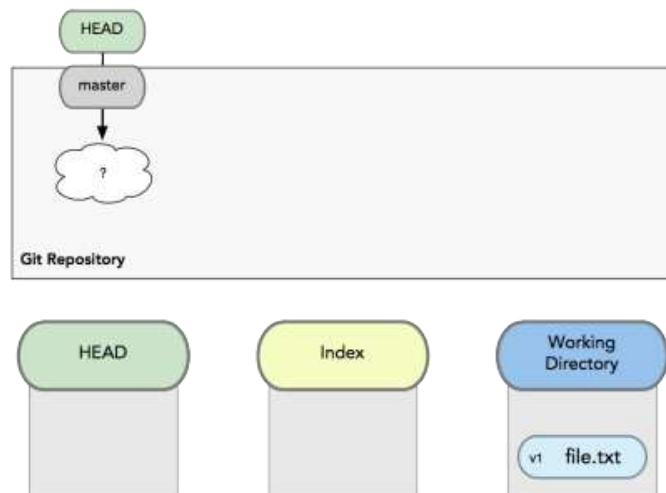 HEAD
master
?
Git Repository
HEAD
Index
Working
Directory
v1 file.txt